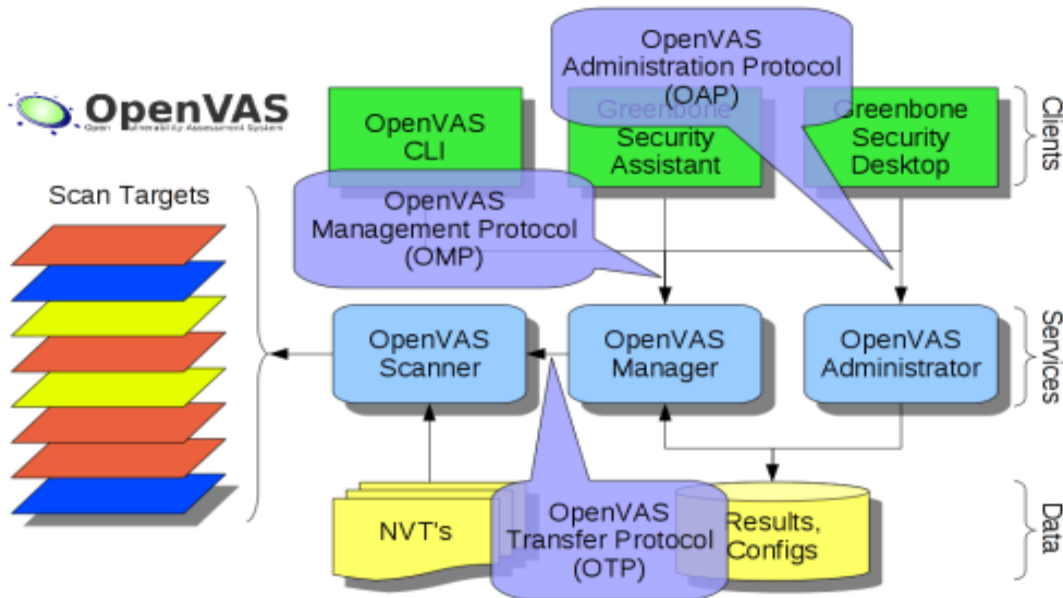 OpenVAS
Administration Protocol
(OAP)
OpenVAS
Open Vulnerability Assessment System
OpenVAS
CLI
Greenbone
Security
Assistant
Greenbone
Security
Desktop
Clients
Scan Targets
OpenVAS
Management Protocol
(OMP)
OpenVAS
Scanner
OpenVAS
Manager
OpenVAS
Administrator
Services
NVT's
OpenVAS
Transfer Protocol
(OTP)
Results,
Configs
Data